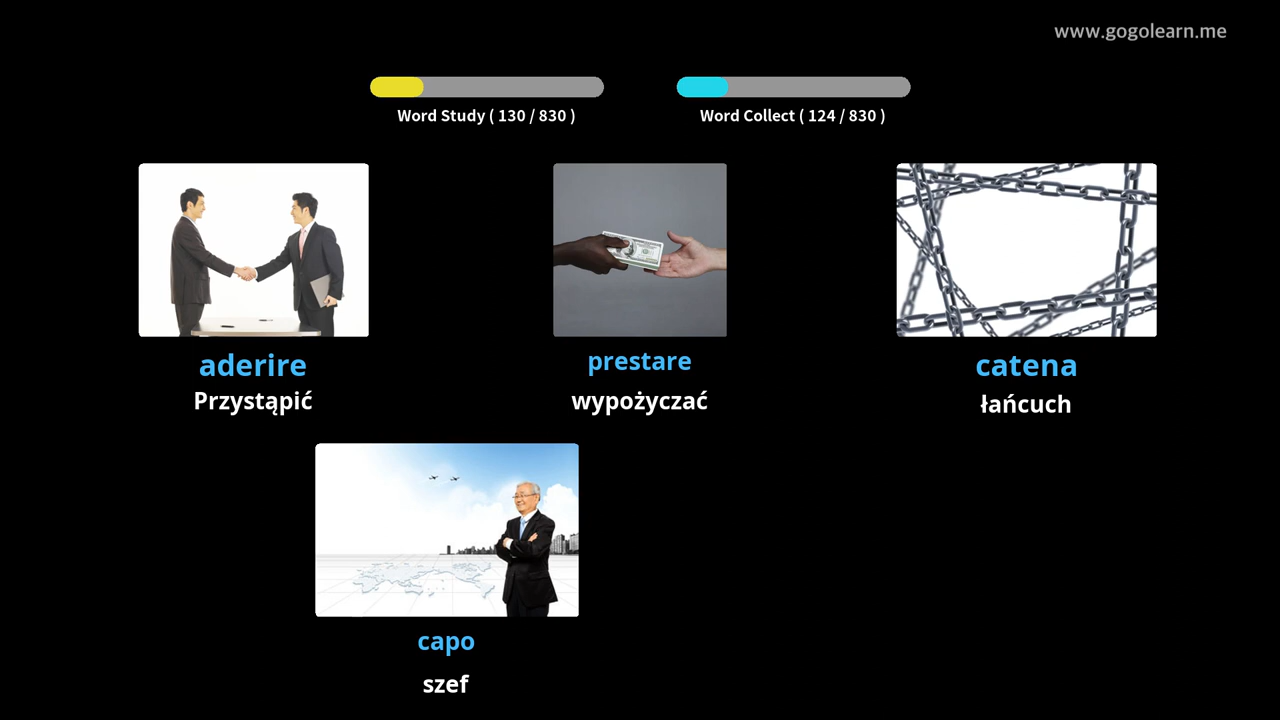 www.gogolearn.me
Word Study ( 130 / 830 )
Word Collect ( 124 / 830 )
aderire
Przystąpić
prestare
wypożyczać
catena
łańcuch
capo
szef